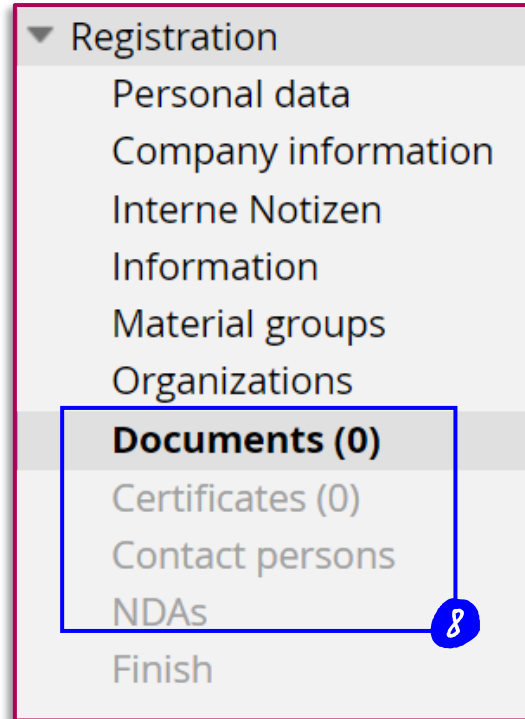 Registration
Personal data
Company information
Interne Notizen
Information
Material groups
Organizations
Documents (0)
Certificates (0)
Contact persons
NDAs
8
Finish